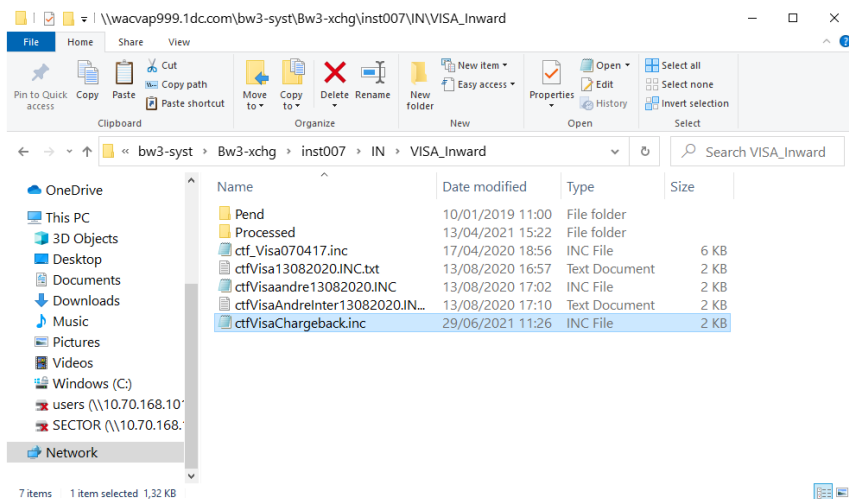 \\wacvap999.1dc.com\bw3-syst\Bw3-xchg\inst007\IN\VISA_Inward
File Home Share View
Pin to Quick access
Copy
Paste
Cut
Copy path
Paste shortcut
Clipboard
Move to
Copy to
Delete
Rename
Organize
New folder
New item
Easy access
New
Properties
Open
Edit
History
Open
Select all
Select none
Invert selection
Select
« bw3-syst › Bw3-xchg › inst007 › IN › VISA_Inward
Search VISA_Inward
OneDrive
This PC
3D Objects
Desktop
Documents
Downloads
Music
Pictures
Videos
Windows (C:)
users (\\10.70.168.10
SECTOR (\\10.70.168.
Network
Name Date modified Type Size
Pend 10/01/2019 11:00 File folder
Processed 13/04/2021 15:22 File folder
ctf_Visa070417.inc 17/04/2020 18:56 INC File 6 KB
ctfVisa13082020.INC.txt 13/08/2020 16:57 Text Document 2 KB
ctfVisaandre13082020.INC 13/08/2020 17:02 INC File 2 KB
ctfVisaAndreInter13082020.IN... 13/08/2020 17:10 Text Document 2 KB
ctfVisaChargeback.inc 29/06/2021 11:26 INC File 2 KB
7 items 1 item selected 1,32 KB